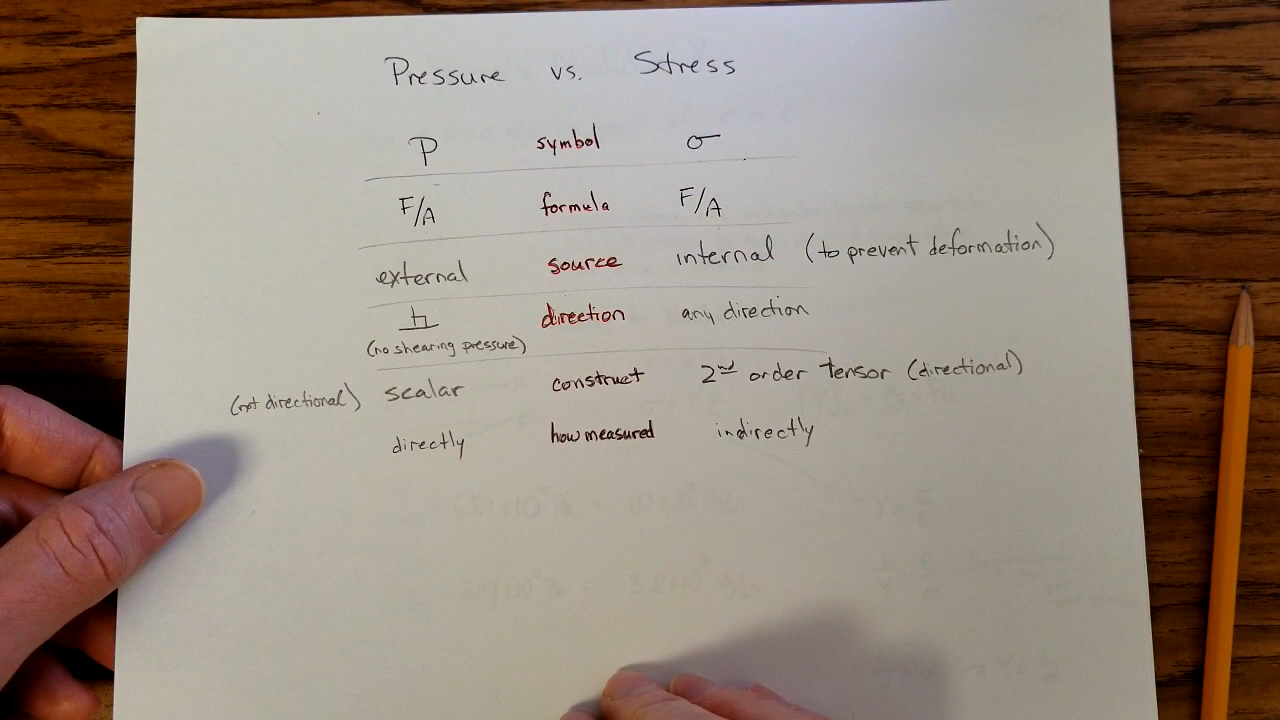 Pressure vs. Stress
P symbol σ
F/A formula F/A
external source internal (to prevent deformation)
direction any direction
(no shearing pressure)
(not directional) scalar construct 2nd order tensor (directional)
directly how measured indirectly